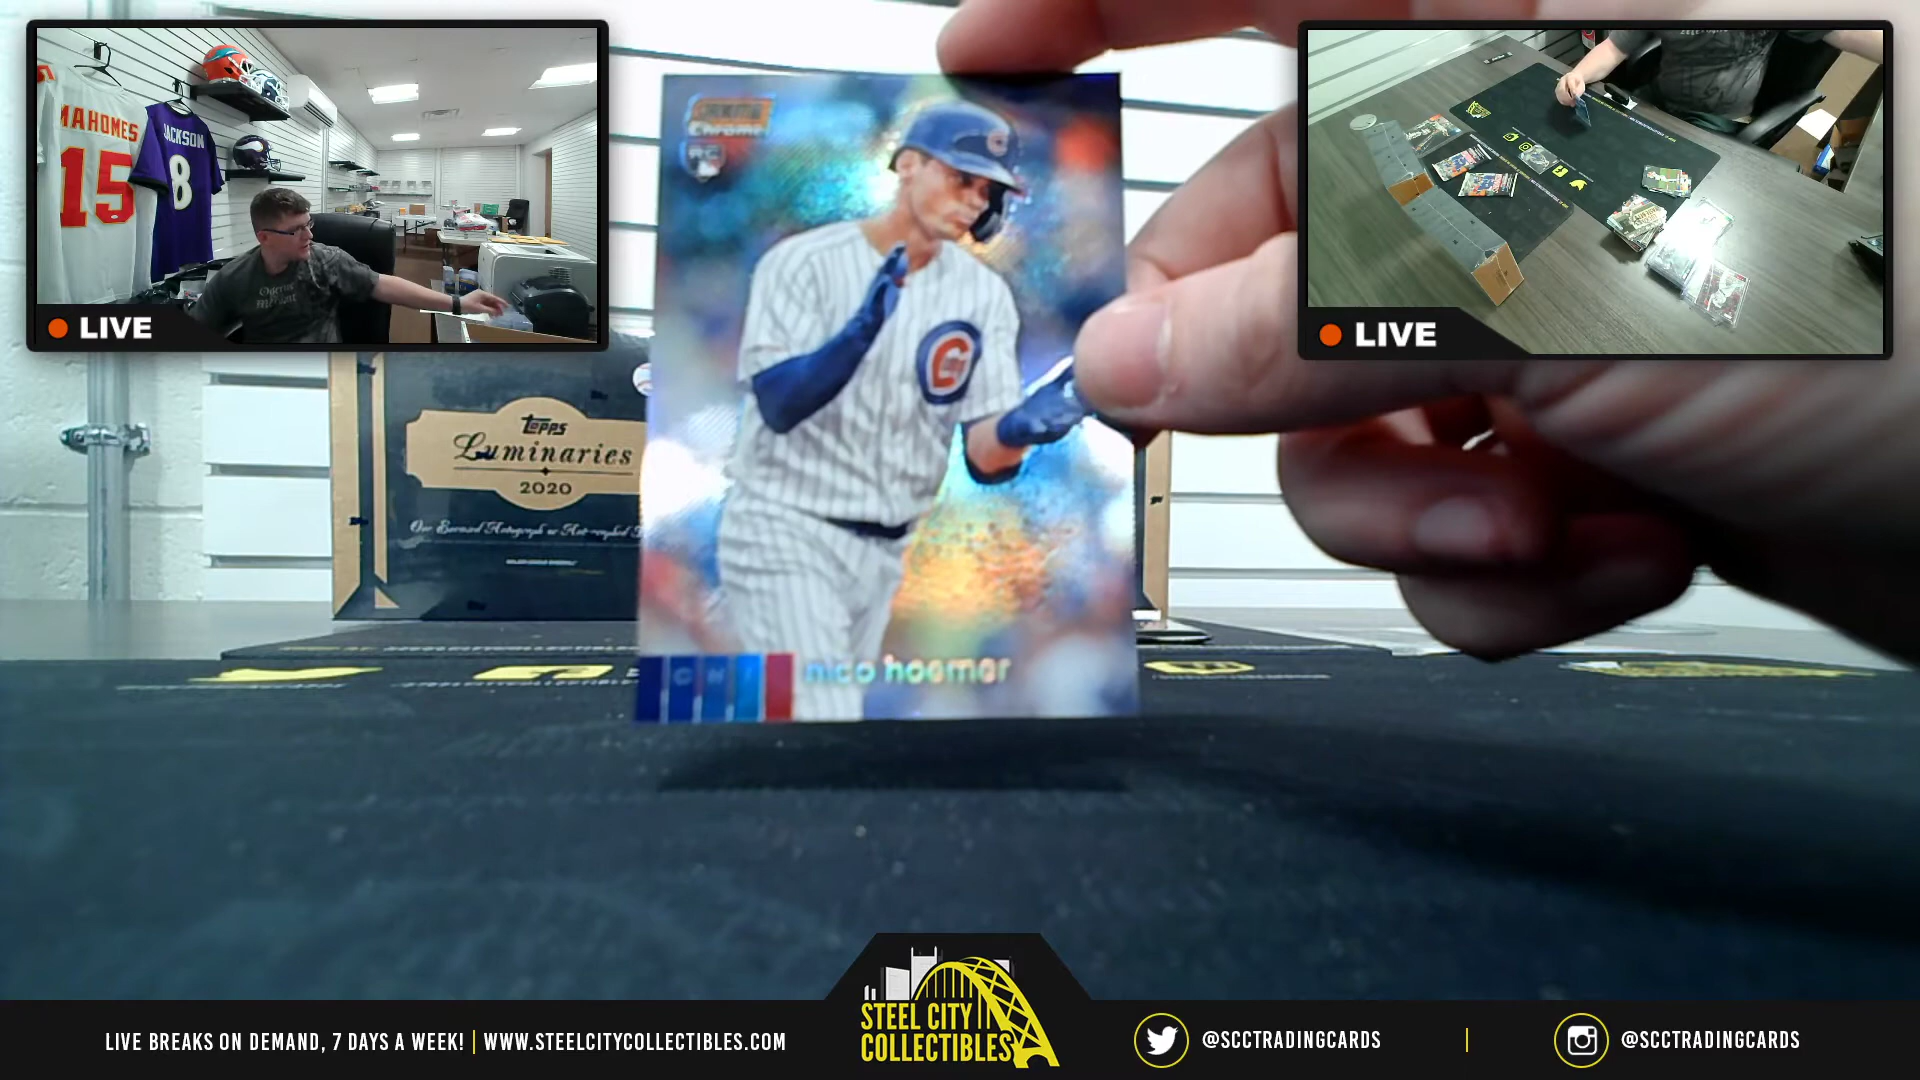 MAHOMES
15
JACKSON
8
LIVE
Chrome
RC
C
CHI
nico hoerner
Topps
Luminaries
2020
LIVE
LIVE BREAKS ON DEMAND, 7 DAYS A WEEK! | WWW.STEELCITYCOLLECTIBLES.COM
STEEL CITY
COLLECTIBLES
@SCCTRADINGCARDS
@SCCTRADINGCARDS